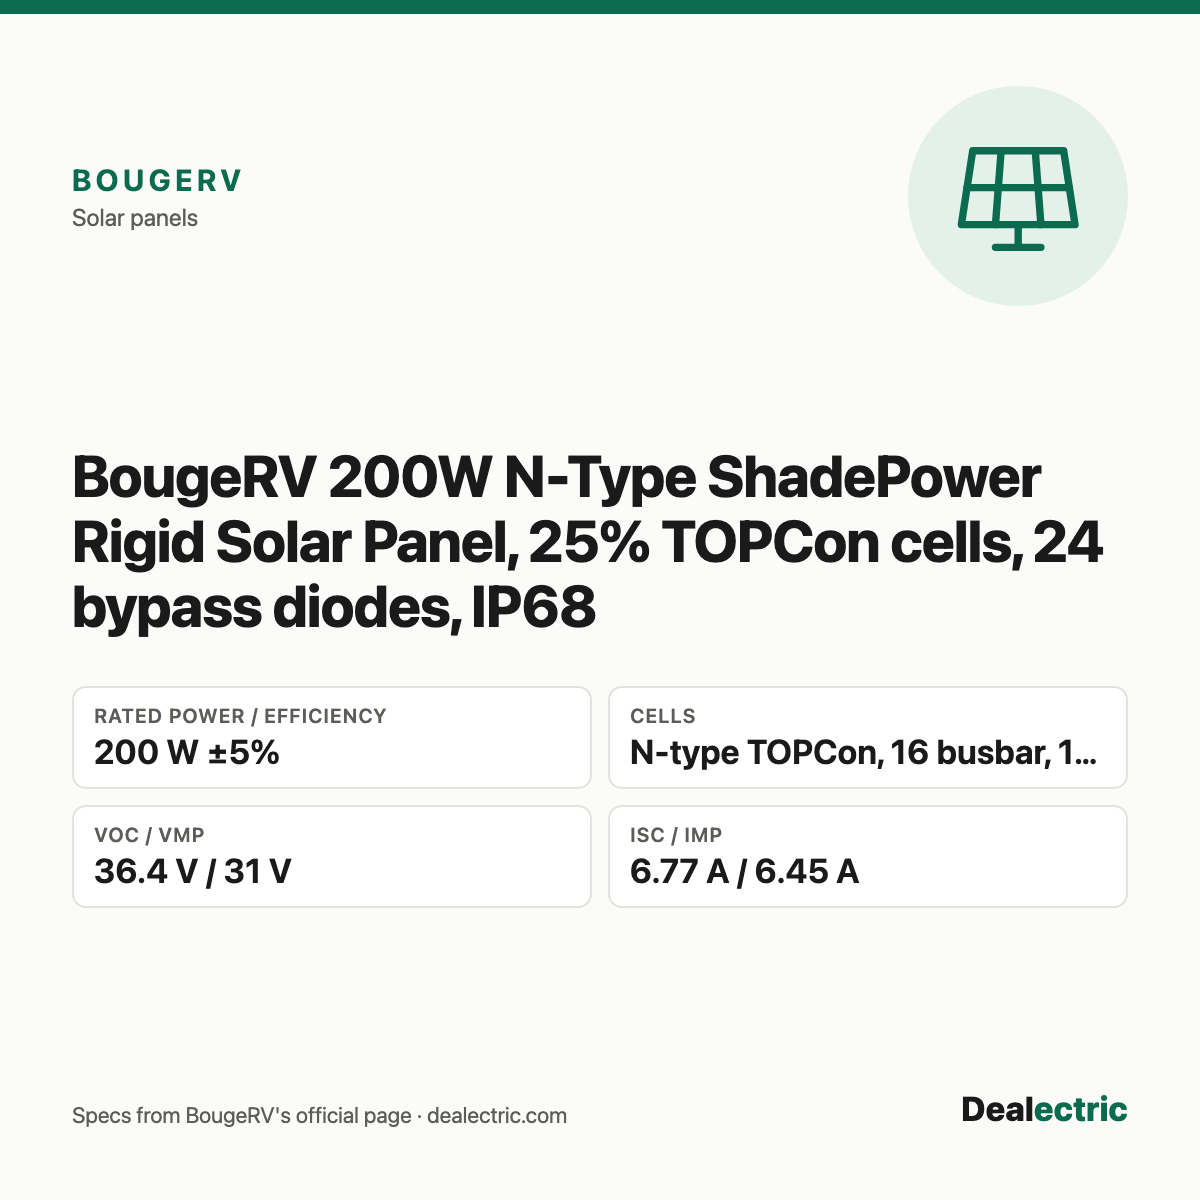 BOUGERV
Solar panels
BougeRV 200W N-Type ShadePower
Rigid Solar Panel, 25% TOPCon cells, 24
bypass diodes, IP68
RATED POWER / EFFICIENCY
200 W ±5%
CELLS
N-type TOPCon, 16 busbar, 1…
VOC / VMP
36.4 V / 31 V
ISC / IMP
6.77 A / 6.45 A
Specs from BougeRV's official page · dealectric.com
Dealectric